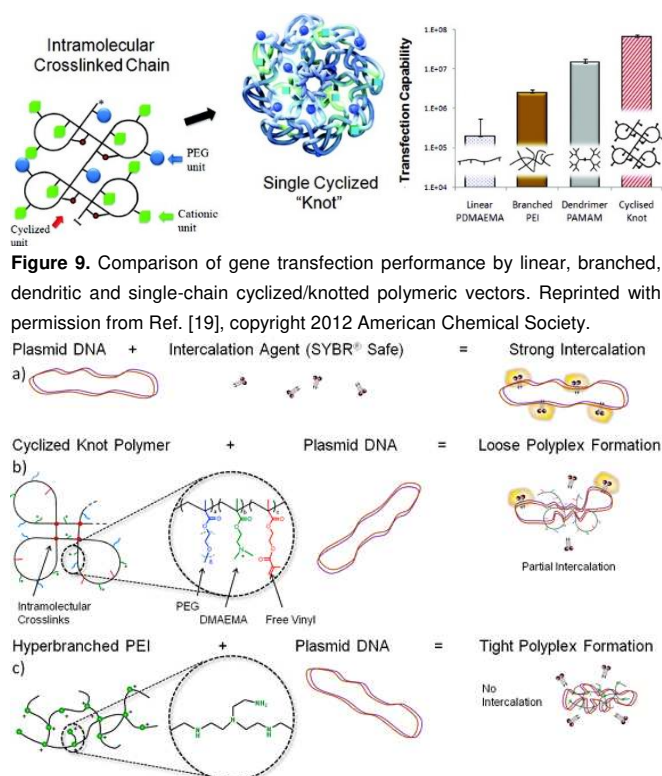 Intramolecular
Crosslinked Chain
*
PEG
unit
Cyclized
unit
Cationic
unit
Single Cyclized
"Knot"
Transfection Capability
1.E+08
1.E+07
1.E+06
1.E+05
1.E+04
Linear
PDMAEMA
Branched
PEI
Dendrimer
PAMAM
Cyclised
Knot
Figure 9. Comparison of gene transfection performance by linear, branched,
dendritic and single-chain cyclized/knotted polymeric vectors. Reprinted with
permission from Ref. [19], copyright 2012 American Chemical Society.
Plasmid DNA + Intercalation Agent (SYBR® Safe) = Strong Intercalation
a)
Cyclized Knot Polymer + Plasmid DNA = Loose Polyplex Formation
b)
Partial Intercalation
Intramolectular
Crosslinks
PEG
DMAEMA
Free Vinyl
Hyperbranched PEI + Plasmid DNA = Tight Polyplex Formation
c)
No
Intercalation
NH₂